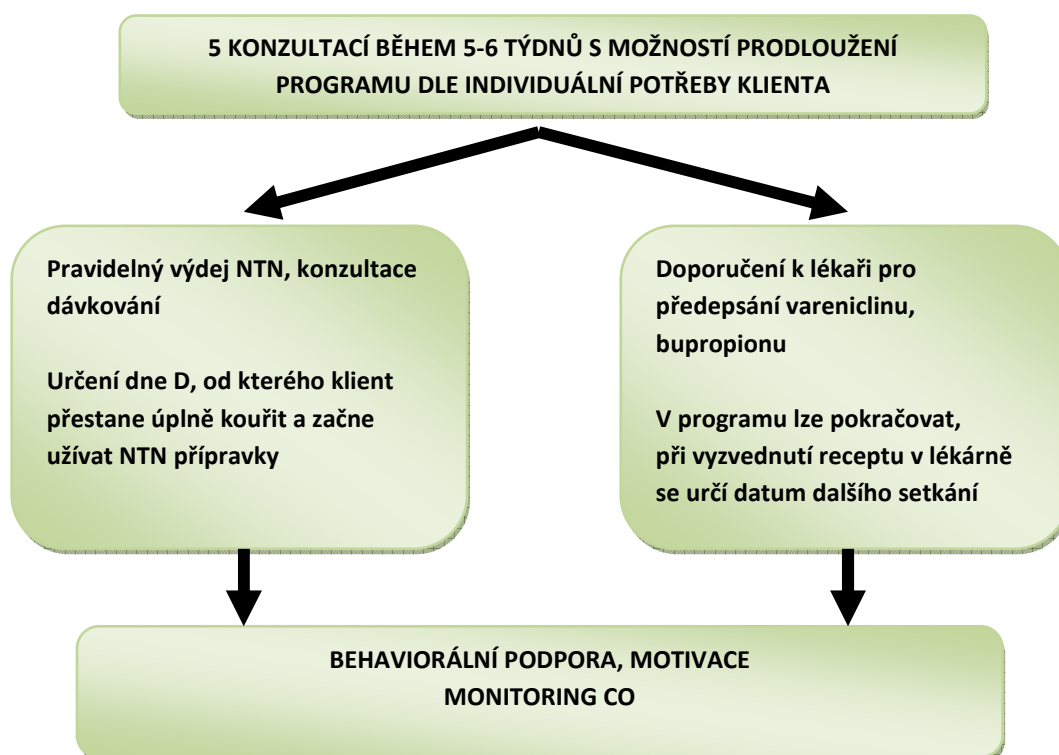 5 KONZULTACÍ BĚHEM 5-6 TÝDNŮ S MOŽNOSTÍ PRODLOUŽENÍ
PROGRAMU DLE INDIVIDUÁLNÍ POTŘEBY KLIENTA
Pravidelný výdej NTN, konzultace
dávkování
Určení dne D, od kterého klient
přestane úplně kouřit a začne
užívat NTN přípravky
Doporučení k lékaři pro
předepsání vareniclinu,
bupropionu
V programu lze pokračovat,
při vyzvednutí receptu v lékárně
se určí datum dalšího setkání
BEHAVIORÁLNÍ PODPORA, MOTIVACE
MONITORING CO